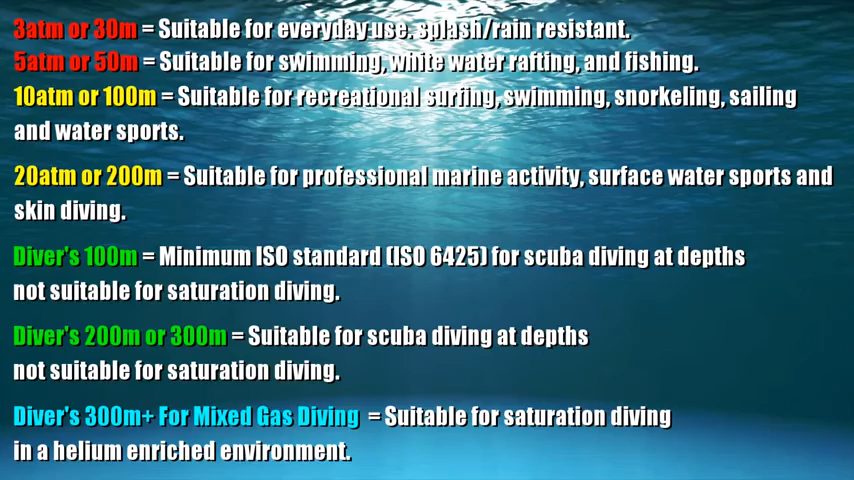 3atm or 30m = Suitable for everyday use. splash/rain resistant.
5atm or 50m = Suitable for swimming, white water rafting, and fishing.
10atm or 100m = Suitable for recreational surfing, swimming, snorkeling, sailing
and water sports.
20atm or 200m = Suitable for professional marine activity, surface water sports and
skin diving.
Diver's 100m = Minimum ISO standard (ISO 6425) for scuba diving at depths
not suitable for saturation diving.
Diver's 200m or 300m = Suitable for scuba diving at depths
not suitable for saturation diving.
Diver's 300m+ For Mixed Gas Diving = Suitable for saturation diving
in a helium enriched environment.